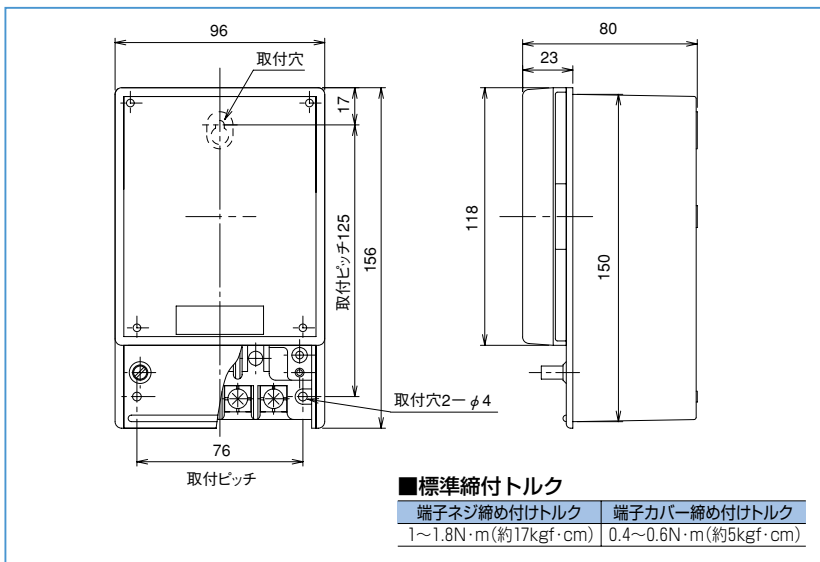 96
取付穴
17
取付ピッチ125
156
取付穴2－φ4
76
取付ピッチ
80
23
118
150
■標準締付トルク
端子ネジ締め付けトルク 端子カバー締め付けトルク
1～1.8N･m(約17kgf･cm) 0.4～0.6N･m(約5kgf･cm)